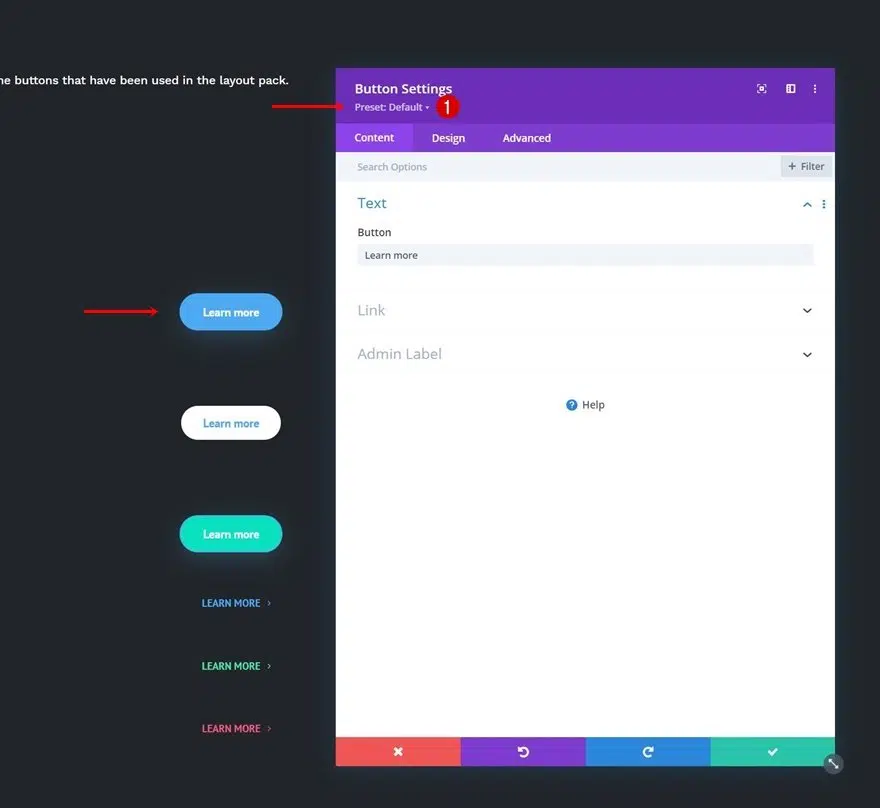 he buttons that have been used in the layout pack.
Button Settings
Preset: Default
1
Content
Design
Advanced
Search Options
+ Filter
Text
Button
Learn more
Link
Admin Label
? Help
Learn more
Learn more
Learn more
LEARN MORE >
LEARN MORE >
LEARN MORE >